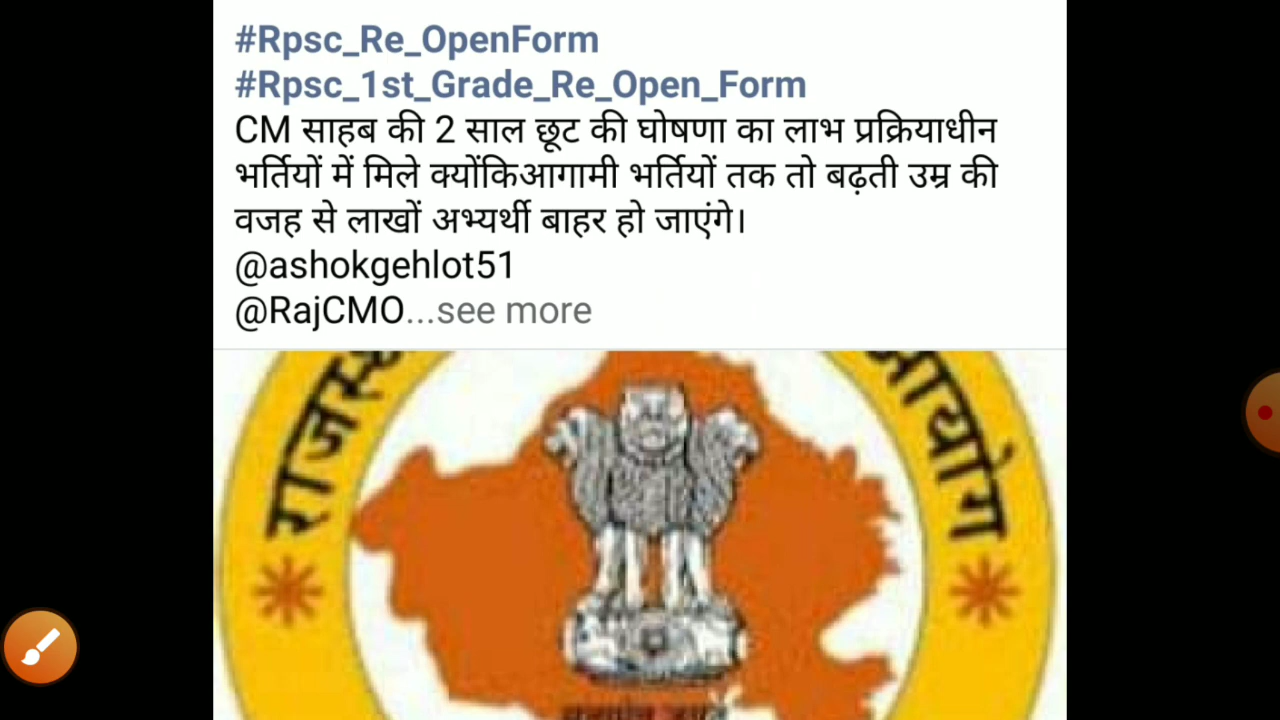 #Rpsc_Re_OpenForm
#Rpsc_1st_Grade_Re_Open_Form
CM साहब की 2 साल छूट की घोषणा का लाभ प्रक्रियाधीन
भर्तियों में मिले क्योंकिआगामी भर्तियों तक तो बढ़ती उम्र की
वजह से लाखों अभ्यर्थी बाहर हो जाएंगे।
@ashokgehlot51
@RajCMO...see more
आयोग